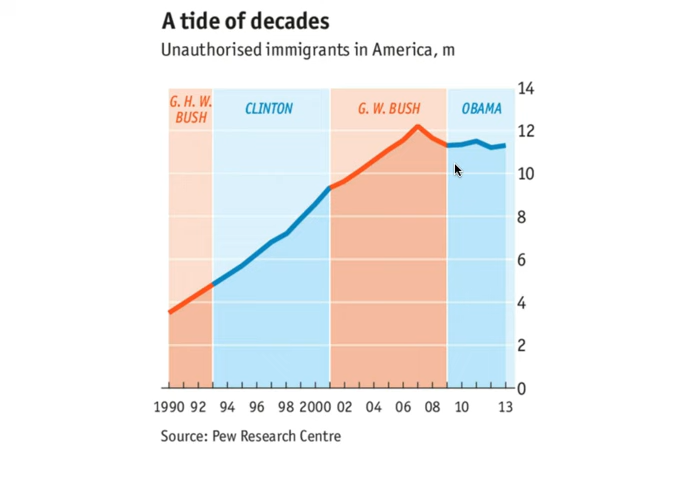 A tide of decades
Unauthorised immigrants in America, m
G. H. W.
BUSH
CLINTON
G. W. BUSH
OBAMA
14
12
10
8
6
4
2
0
1990 92 94 96 98 2000 02 04 06 08 10 13
Source: Pew Research Centre